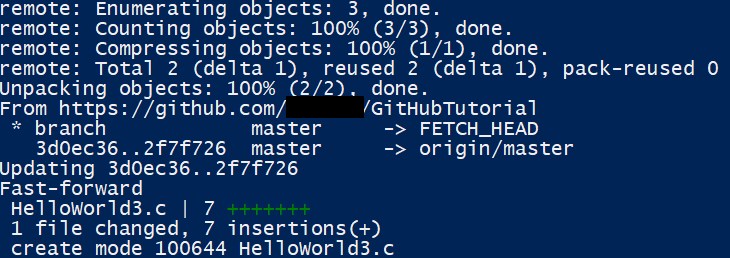 remote: Enumerating objects: 3, done.
remote: Counting objects: 100% (3/3), done.
remote: Compressing objects: 100% (1/1), done.
remote: Total 2 (delta 1), reused 2 (delta 1), pack-reused 0
Unpacking objects: 100% (2/2), done.
From https://github.com/ /GitHubTutorial
 * branch            master     -> FETCH_HEAD
   3d0ec36..2f7f726  master     -> origin/master
Updating 3d0ec36..2f7f726
Fast-forward
 HelloWorld3.c | 7 +++++++
 1 file changed, 7 insertions(+)
 create mode 100644 HelloWorld3.c